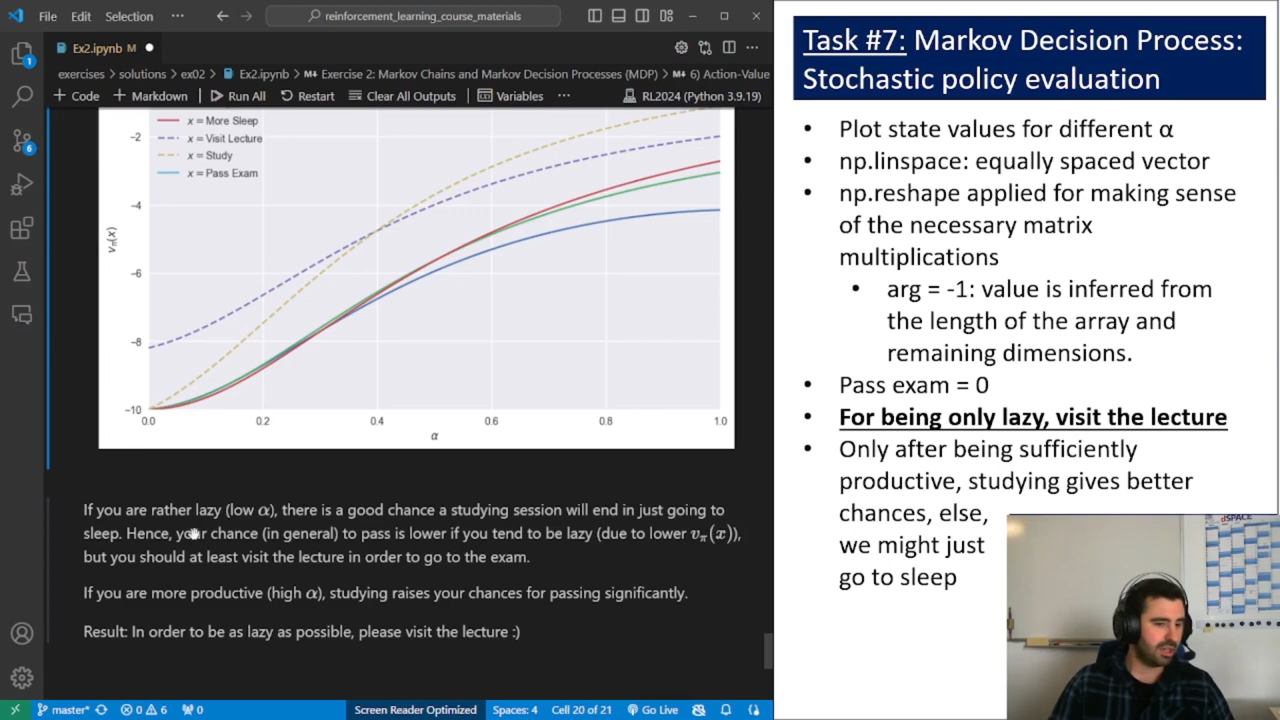 File Edit Selection ··· reinforcement_learning_course_materials
Ex2.ipynb M
exercises > solutions > ex02 > Ex2.ipynb > M↓ Exercise 2: Markov Chains and Markov Decision Processes (MDP) > M↓ 6) Action-Value
+ Code + Markdown Run All Restart Clear All Outputs Variables ··· RL2024 (Python 3.9.19)
x = More Sleep
x = Visit Lecture
x = Study
x = Pass Exam
−2
−4
−6
−8
−10
vπ(x)
0.0 0.2 0.4 0.6 0.8 1.0
α
If you are rather lazy (low α), there is a good chance a studying session will end in just going to
sleep. Hence, your chance (in general) to pass is lower if you tend to be lazy (due to lower vπ(x)),
but you should at least visit the lecture in order to go to the exam.
If you are more productive (high α), studying raises your chances for passing significantly.
Result: In order to be as lazy as possible, please visit the lecture :)
1
6
master* 0 6 0 Screen Reader Optimized Spaces: 4 Cell 20 of 21 Go Live
Task #7: Markov Decision Process:
Stochastic policy evaluation
• Plot state values for different α
• np.linspace: equally spaced vector
• np.reshape applied for making sense
of the necessary matrix
multiplications
• arg = -1: value is inferred from
the length of the array and
remaining dimensions.
• Pass exam = 0
• For being only lazy, visit the lecture
• Only after being sufficiently
productive, studying gives better
chances, else,
we might just
go to sleep
dSPACE